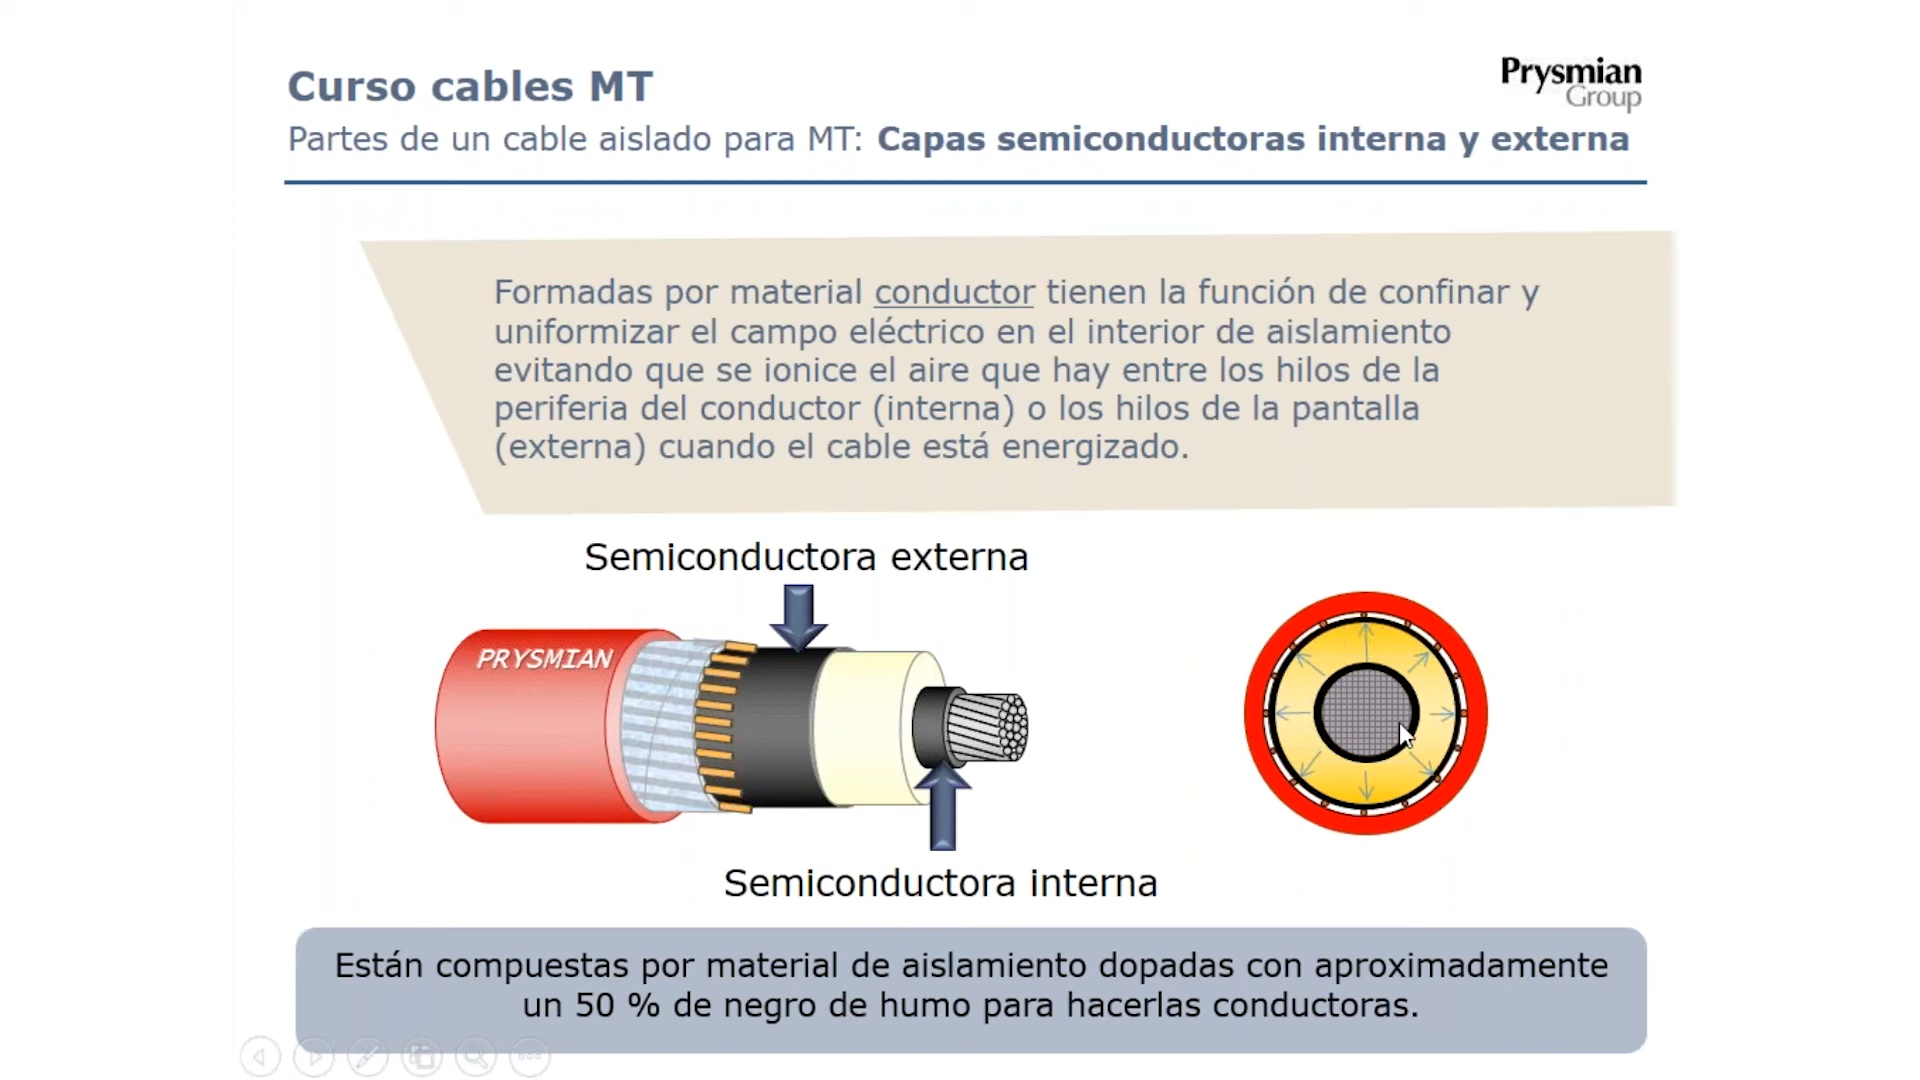 Curso cables MT
Prysmian
Group
Partes de un cable aislado para MT: Capas semiconductoras interna y externa
Formadas por material conductor tienen la función de confinar y
uniformizar el campo eléctrico en el interior de aislamiento
evitando que se ionice el aire que hay entre los hilos de la
periferia del conductor (interna) o los hilos de la pantalla
(externa) cuando el cable está energizado.
Semiconductora externa
PRYSMIAN
Semiconductora interna
Están compuestas por material de aislamiento dopadas con aproximadamente
un 50 % de negro de humo para hacerlas conductoras.